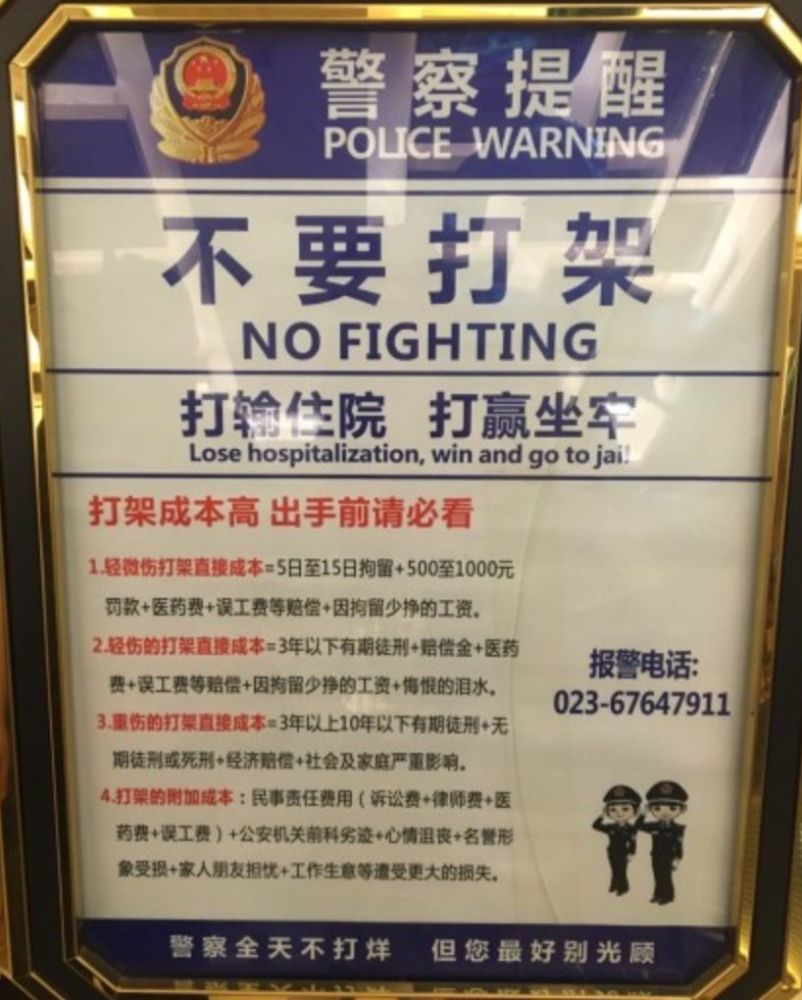 警察提醒
POLICE WARNING
不要打架
NO FIGHTING
打输住院 打赢坐牢
Lose hospitalization, win and go to jail
打架成本高 出手前请必看
1.轻微伤打架直接成本=5日至15日拘留+500至1000元
罚款+医药费+误工费等赔偿+因拘留少挣的工资。
2.轻伤的打架直接成本=3年以下有期徒刑+赔偿金+医药
费+误工费等赔偿+因拘留少挣的工资+悔恨的泪水。
3.重伤的打架直接成本=3年以上10年以下有期徒刑+无
期徒刑或死刑+经济赔偿+社会及家庭严重影响。
4.打架的附加成本：民事责任费用（诉讼费+律师费+医
药费+误工费）+公安机关前科劣迹+心情沮丧+名誉形
象受损+家人朋友担忧+工作生意等遭受更大的损失。
报警电话:
023-67647911
警察全天不打烊 但您最好别光顾